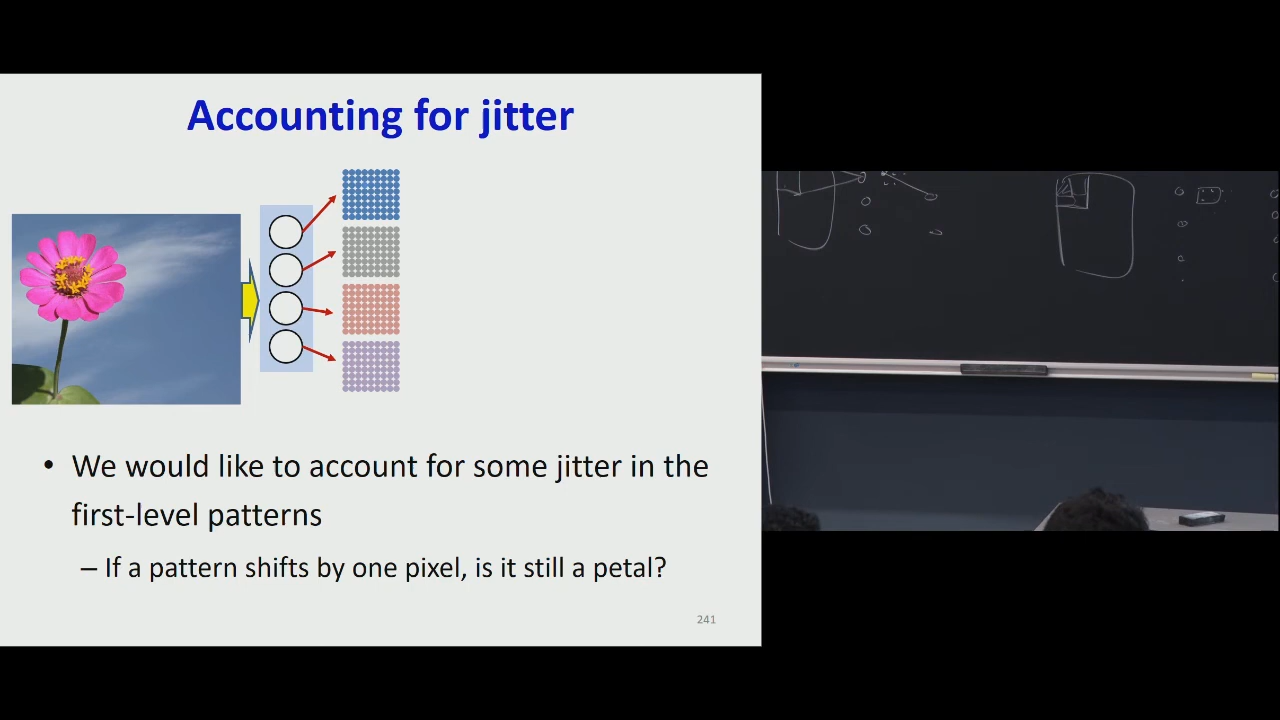 Accounting for jitter
• We would like to account for some jitter in the
first-level patterns
– If a pattern shifts by one pixel, is it still a petal?
241